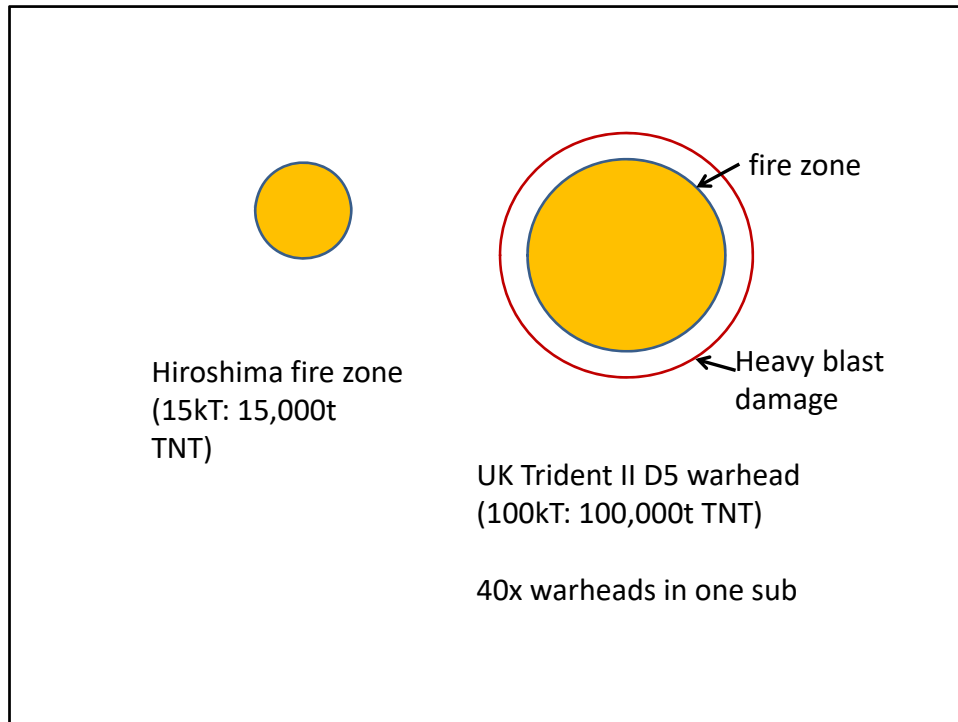 fire zone
Hiroshima fire zone
(15kT: 15,000t
TNT)
Heavy blast
damage
UK Trident II D5 warhead
(100kT: 100,000t TNT)
40x warheads in one sub